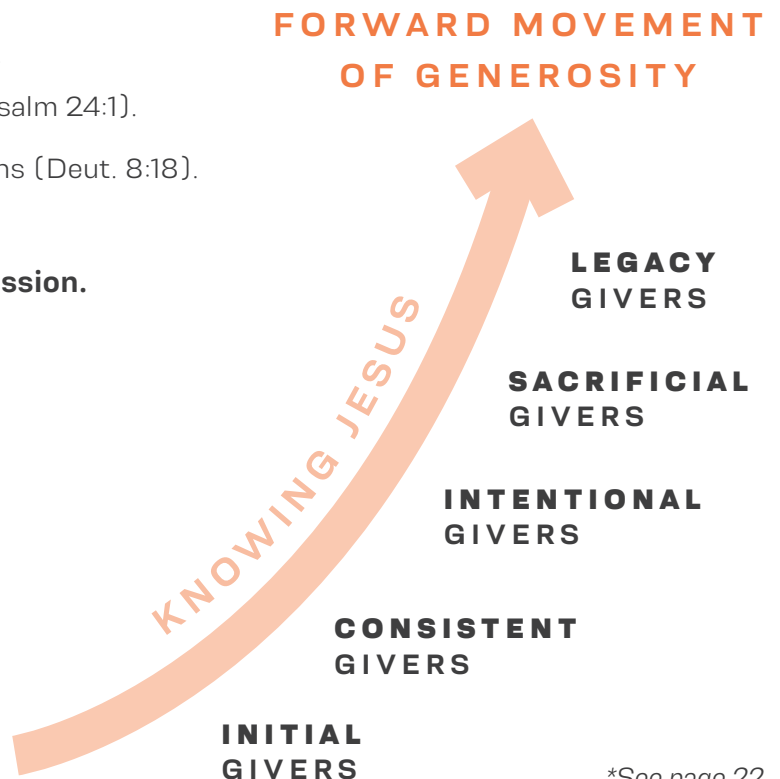 FORWARD MOVEMENT
OF GENEROSITY
salm 24:1).
ns (Deut. 8:18).
ssion.
KNOWING JESUS
LEGACY
GIVERS
SACRIFICIAL
GIVERS
INTENTIONAL
GIVERS
CONSISTENT
GIVERS
INITIAL
GIVERS
*See page 22